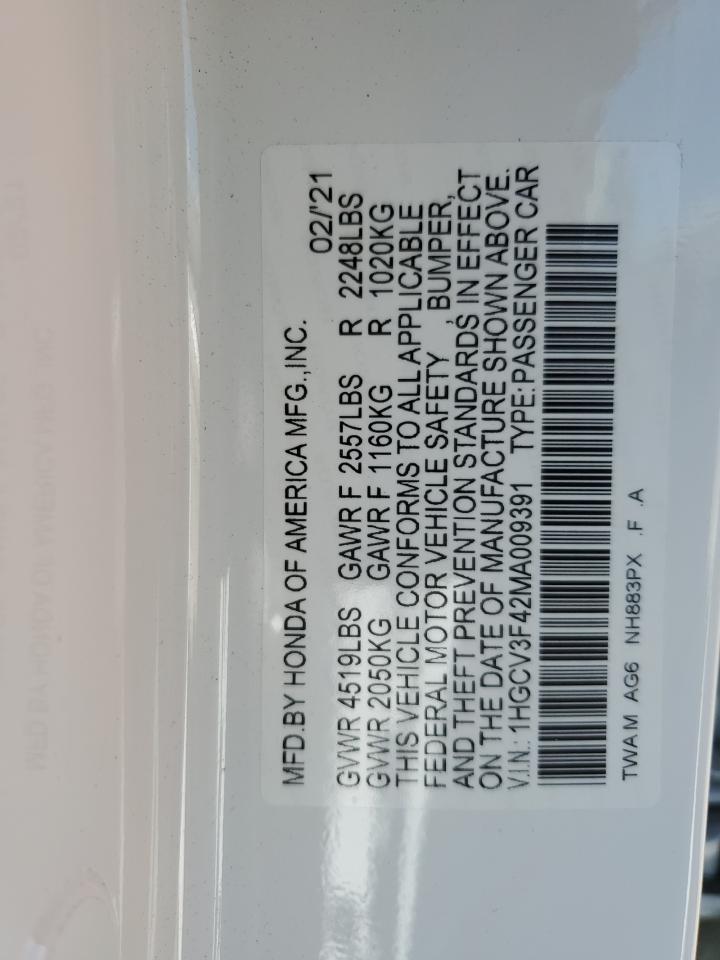 MFD.BY HONDA OF AMERICA MFG.,INC. 02/'21
GVWR 4519LBS GAWR F 2557LBS R 2248LBS
GVWR 2050KG GAWR F 1160KG R 1020KG
THIS VEHICLE CONFORMS TO ALL APPLICABLE
FEDERAL MOTOR VEHICLE SAFETY , BUMPER,
AND THEFT PREVENTION STANDARDS IN EFFECT
ON THE DATE OF MANUFACTURE SHOWN ABOVE.
V.I.N.: 1HGCV3F42MA009391 TYPE: PASSENGER CAR
TWA M AG6 NH883PX .F .A